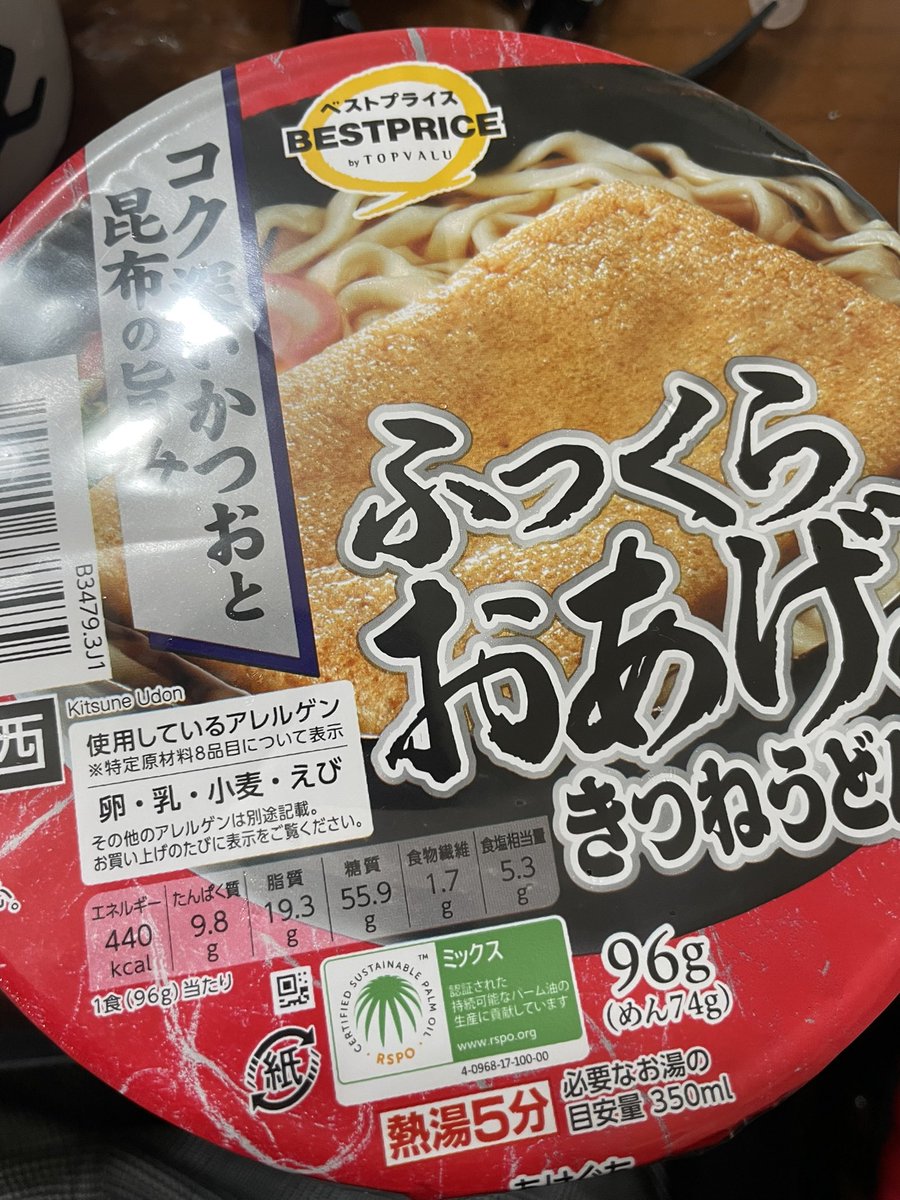 ベストプライス
BESTPRICE
by TOPVALU
コク深いかつおと
昆布の旨み
ふっくら
おあげ
きつねうどん
B3479.3.J1
西
Kitsune Udon
使用しているアレルゲン
※特定原材料8品目について表示
卵・乳・小麦・えび
その他のアレルゲンは別途記載。
お買い上げのたびに表示をご覧ください。
エネルギー 440 kcal
たんぱく質 9.8 g
脂質 19.3 g
糖質 55.9 g
食物繊維 1.7 g
食塩相当量 5.3 g
1食(96g)当たり
CERTIFIED SUSTAINABLE PALM OIL™
RSPO
ミックス
認証された
持続可能なパーム油の
生産に貢献しています
www.rspo.org
4-0968-17-100-00
96g
(めん74g)
紙
熱湯5分
必要なお湯の
目安量 350ml